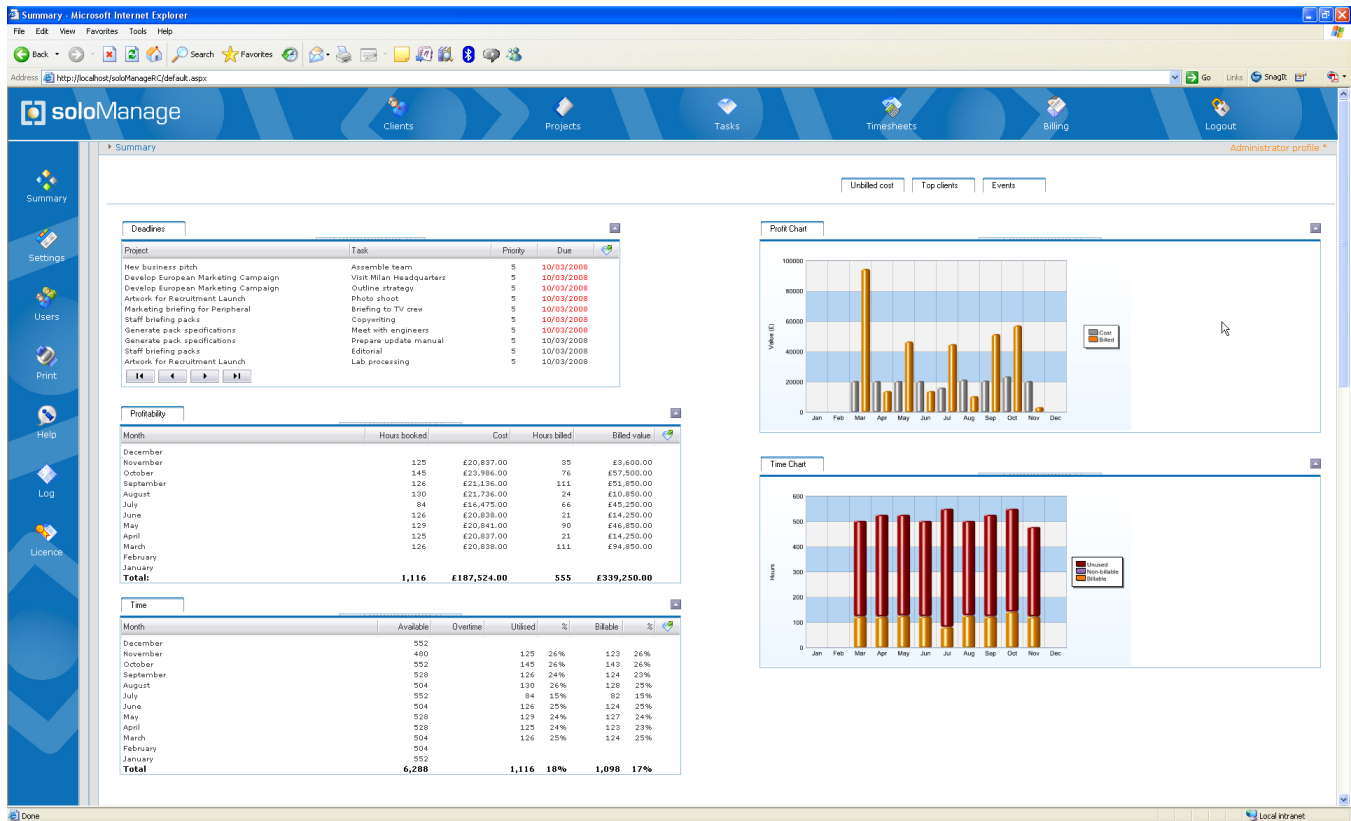 Summary - Microsoft Internet Explorer
File Edit View Favorites Tools Help
Back Search Favorites
Address http://localhost/soloManageRC/default.aspx Go Links SnagIt
soloManage Clients Projects Tasks Timesheets Billing Logout
Summary Administrator profile *
Summary
Settings
Users
Print
Help
Log
Licence
Unbilled cost Top clients Events
Deadlines
Project Task Priority Due
New business pitch Assemble team 5 10/03/2008
Develop European Marketing Campaign Visit Milan Headquarters 5 10/03/2008
Develop European Marketing Campaign Outline strategy 5 10/03/2008
Artwork for Recruitment Launch Photo shoot 5 10/03/2008
Marketing briefing for Peripheral Briefing to TV crew 5 10/03/2008
Staff briefing packs Copywriting 5 10/03/2008
Generate pack specifications Meet with engineers 5 10/03/2008
Generate pack specifications Prepare update manual 5 10/03/2008
Staff briefing packs Editorial 5 10/03/2008
Artwork for Recruitment Launch Lab processing 5 10/03/2008
Profitability
Month Hours booked Cost Hours billed Billed value
December
November 125 £20,837.00 35 £3,600.00
October 145 £23,986.00 76 £57,500.00
September 126 £21,136.00 111 £51,850.00
August 130 £21,736.00 24 £10,850.00
July 84 £16,475.00 66 £45,250.00
June 126 £20,838.00 21 £14,250.00
May 129 £20,841.00 90 £46,850.00
April 125 £20,837.00 21 £14,250.00
March 126 £20,838.00 111 £94,850.00
February
January
Total: 1,116 £187,524.00 555 £339,250.00
Time
Month Available Overtime Utilised % Billable %
December 552
November 480 125 26% 123 26%
October 552 145 26% 143 26%
September 528 126 24% 124 23%
August 504 130 26% 128 25%
July 552 84 15% 82 15%
June 504 126 25% 124 25%
May 528 129 24% 127 24%
April 528 125 24% 123 23%
March 504 126 25% 124 25%
February 504
January 552
Total 6,288 1,116 18% 1,098 17%
Profit Chart
100000
80000
60000
40000
20000
0
Value (£)
Jan Feb Mar Apr May Jun Jul Aug Sep Oct Nov Dec
Cost
Billed
Time Chart
600
500
400
300
200
100
0
Hours
Jan Feb Mar Apr May Jun Jul Aug Sep Oct Nov Dec
Unused
Non-billable
Billable
Done Local intranet